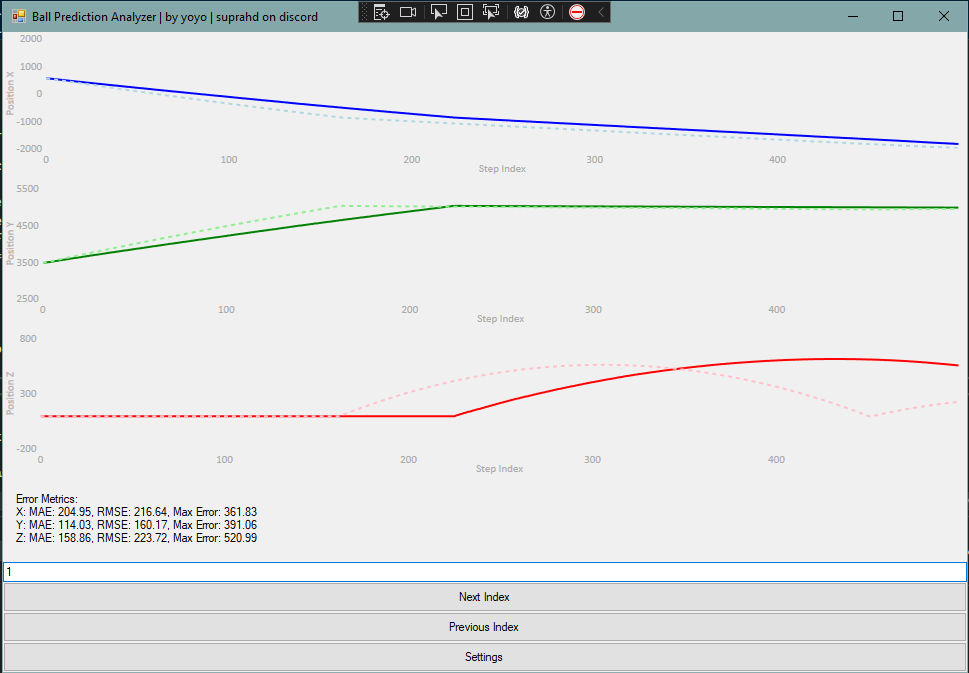 Ball Prediction Analyzer | by yoyo | suprahd on discord
2000
1000
0
-1000
-2000
Position X
0 100 200 300 400
Step Index
5500
4500
3500
2500
Position Y
0 100 200 300 400
Step Index
800
300
-200
Position Z
0 100 200 300 400
Step Index
Error Metrics:
X: MAE: 204.95, RMSE: 216.64, Max Error: 361.83
Y: MAE: 114.03, RMSE: 160.17, Max Error: 391.06
Z: MAE: 158.86, RMSE: 223.72, Max Error: 520.99
1
Next Index
Previous Index
Settings